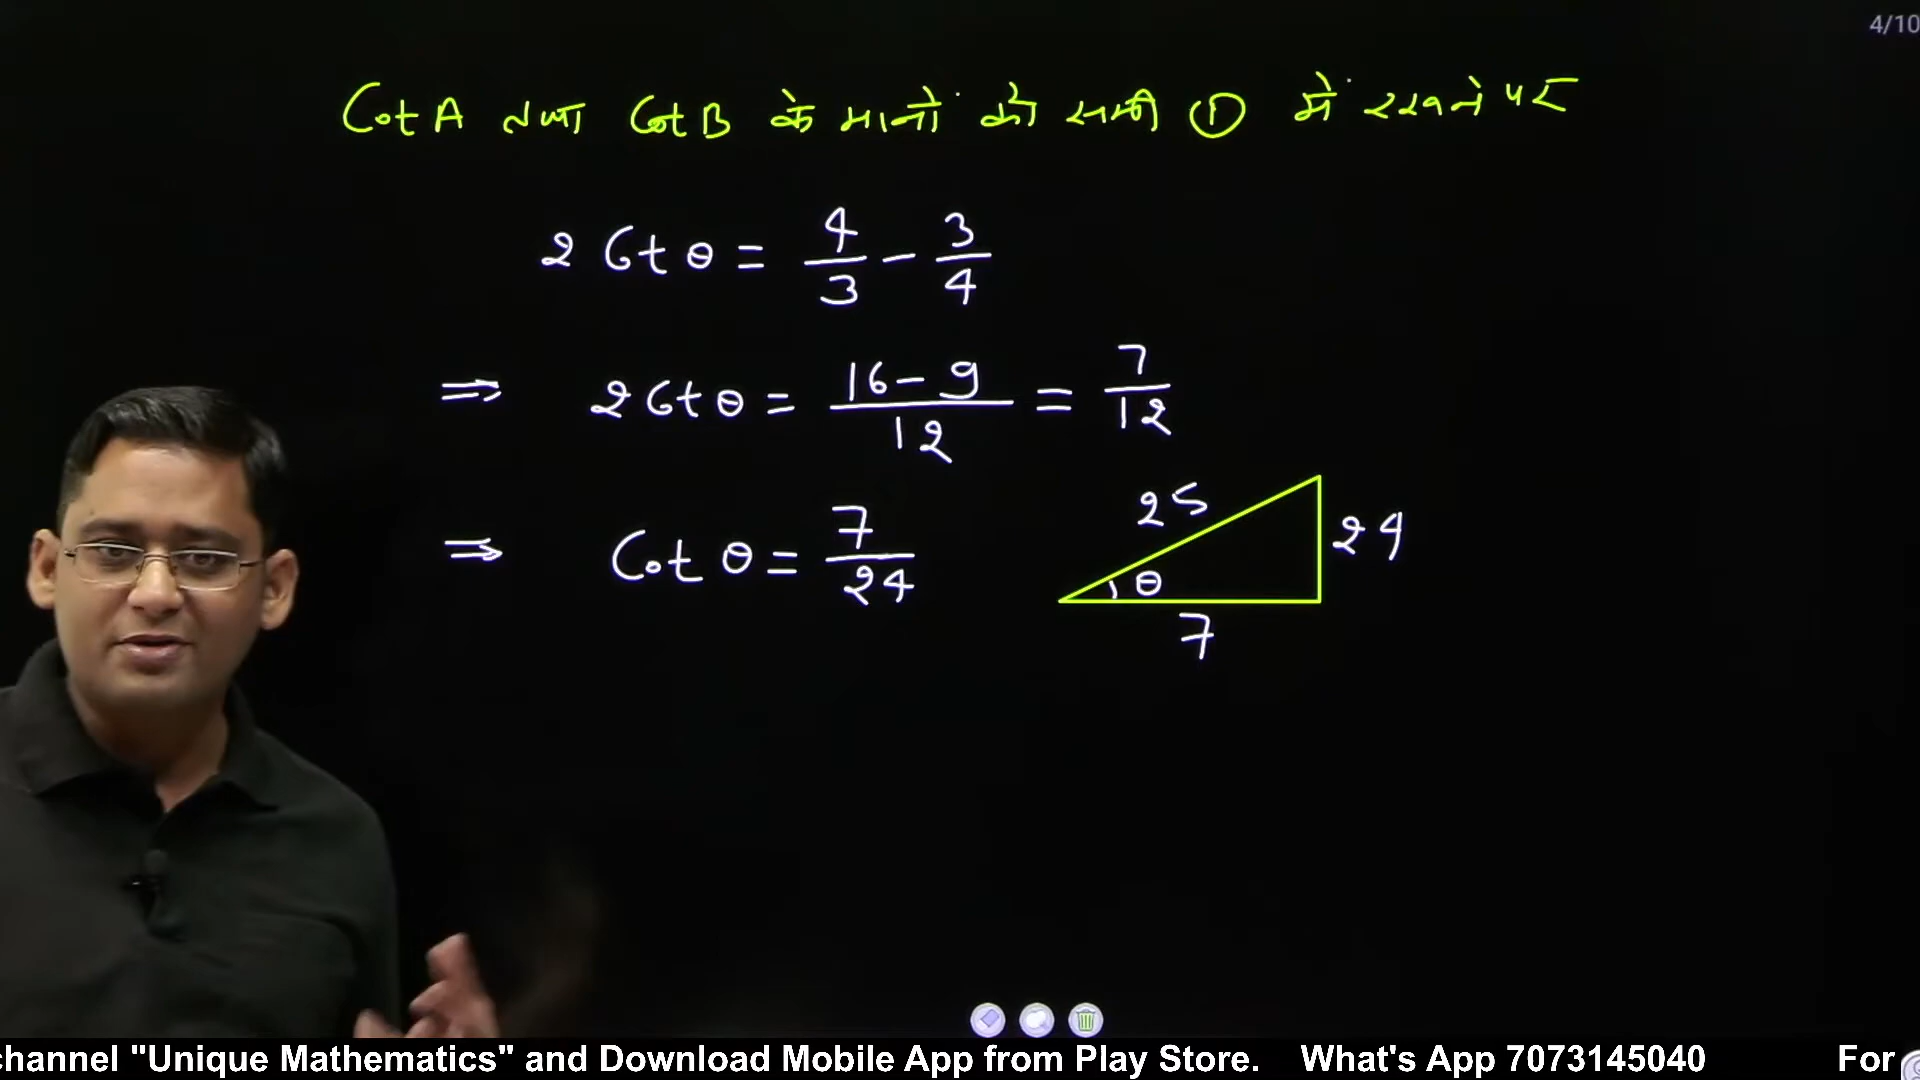 4/10
Cot A तथा Cot B के मानों को समी ① में रखने पर
2 Cot θ = 4/3 - 3/4
⇒ 2 Cot θ = 16-9/12 = 7/12
⇒ Cot θ = 7/24
25
24
θ
7
channel "Unique Mathematics" and Download Mobile App from Play Store. What's App 7073145040 For